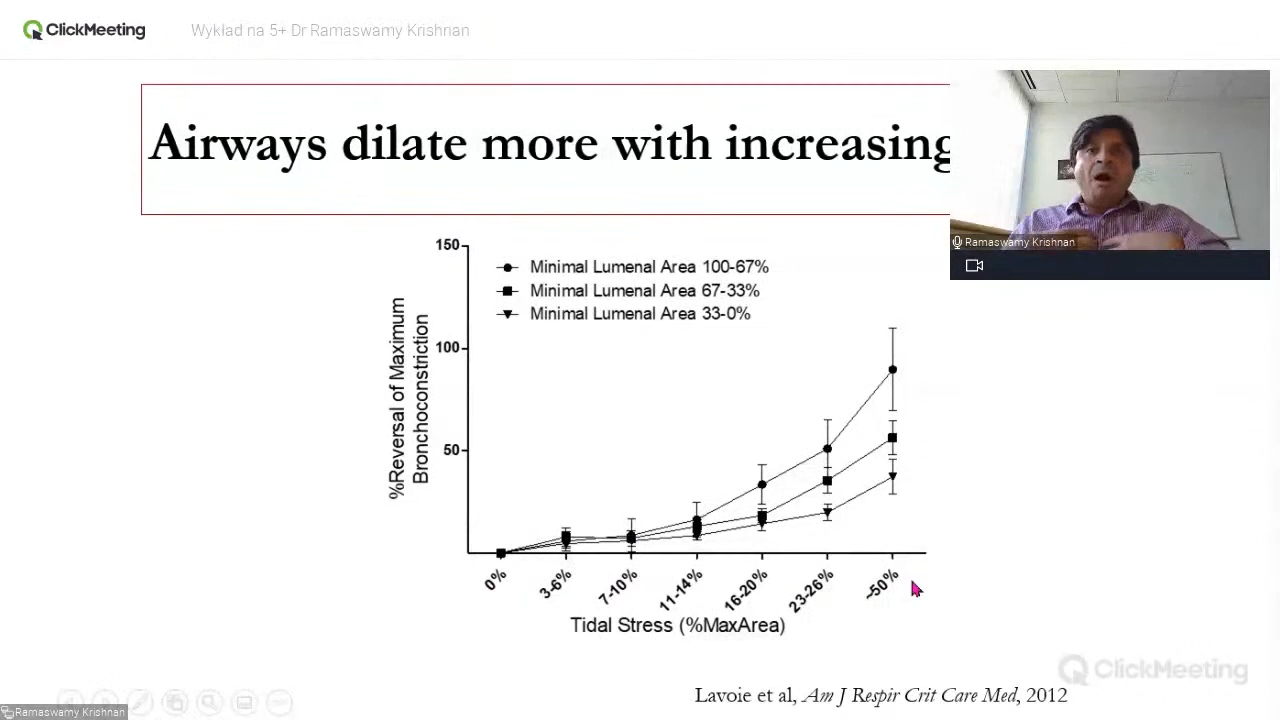 ClickMeeting
Wykład na 5+ Dr Ramaswamy Krishnan
Airways dilate more with increasing
Ramaswamy Krishnan
150
100
50
%Reversal of Maximum
Bronchoconstriction
Minimal Lumenal Area 100-67%
Minimal Lumenal Area 67-33%
Minimal Lumenal Area 33-0%
0%
3-6%
7-10%
11-14%
16-20%
23-26%
~50%
Tidal Stress (%MaxArea)
ClickMeeting
Lavoie et al, Am J Respir Crit Care Med, 2012
Ramaswamy Krishnan